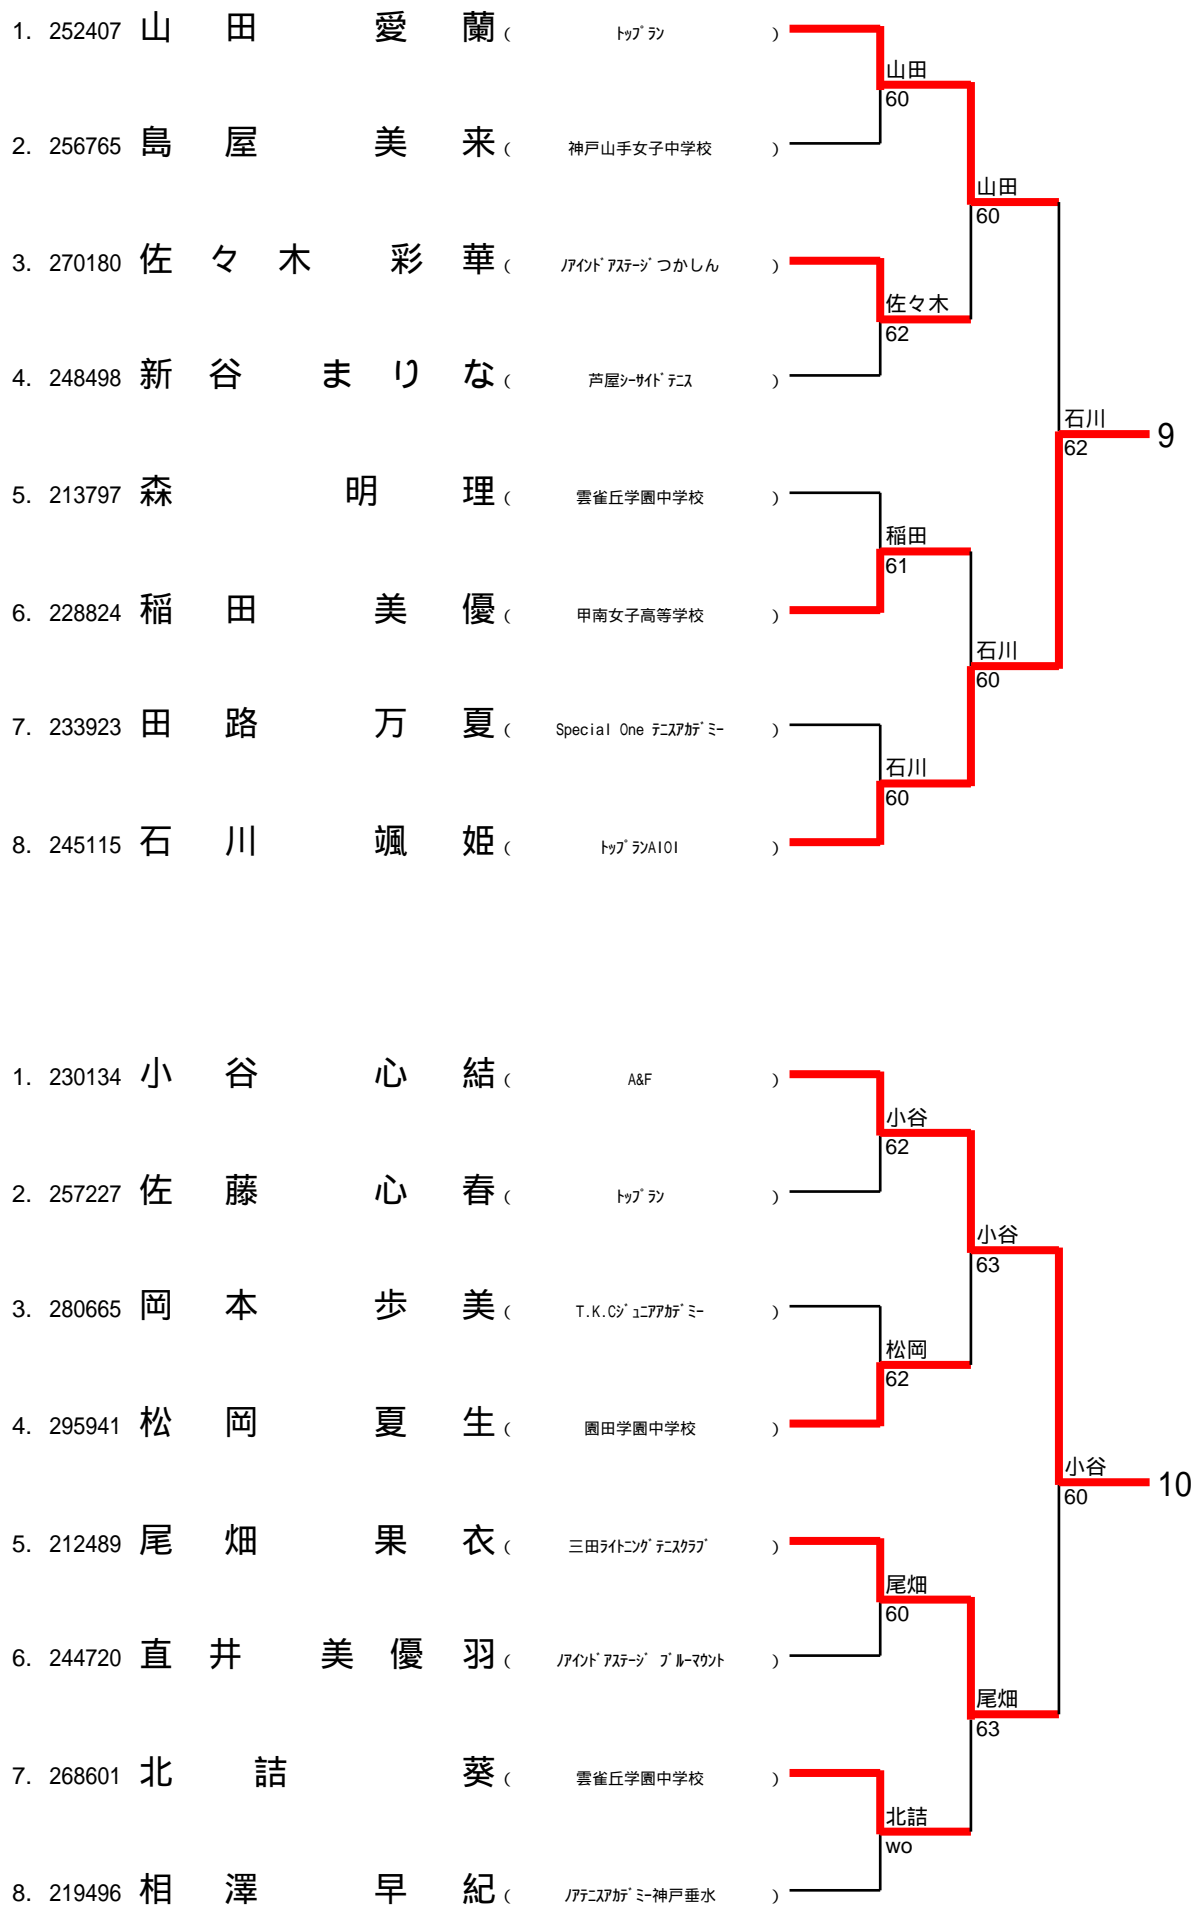 1. 252407 山田 愛蘭 ( ﾄｯﾌﾟﾗﾝ )
山田
60
2. 256765 島屋 美来 ( 神戸山手女子中学校 )
山田
60
3. 270180 佐々木 彩華 ( ﾉｱｲﾝﾄﾞｱｽﾃｰｼﾞつかしん )
佐々木
62
4. 248498 新谷 まりな ( 芦屋ｼｰｻｲﾄﾞﾃﾆｽ )
石川
62
9
5. 213797 森 明理 ( 雲雀丘学園中学校 )
稲田
61
6. 228824 稲田 美優 ( 甲南女子高等学校 )
石川
60
7. 233923 田路 万夏 ( Special One ﾃﾆｽｱｶﾃﾞﾐｰ )
石川
60
8. 245115 石川 颯姫 ( ﾄｯﾌﾟﾗﾝAIOI )
1. 230134 小谷 心結 ( A&F )
小谷
62
2. 257227 佐藤 心春 ( ﾄｯﾌﾟﾗﾝ )
小谷
63
3. 280665 岡本 歩美 ( T.K.Cｼﾞｭﾆｱｱｶﾃﾞﾐｰ )
松岡
62
4. 295941 松岡 夏生 ( 園田学園中学校 )
小谷
60
10
5. 212489 尾畑 果衣 ( 三田ﾗｲﾄﾆﾝｸﾞﾃﾆｽｸﾗﾌﾞ )
尾畑
60
6. 244720 直井 美優羽 ( ﾉｱｲﾝﾄﾞｱｽﾃｰｼﾞ ﾌﾞﾙｰﾏｳﾝﾄ )
尾畑
63
7. 268601 北詰 葵 ( 雲雀丘学園中学校 )
北詰
wo
8. 219496 相澤 早紀 ( ﾉｱﾃﾆｽｱｶﾃﾞﾐｰ神戸垂水 )